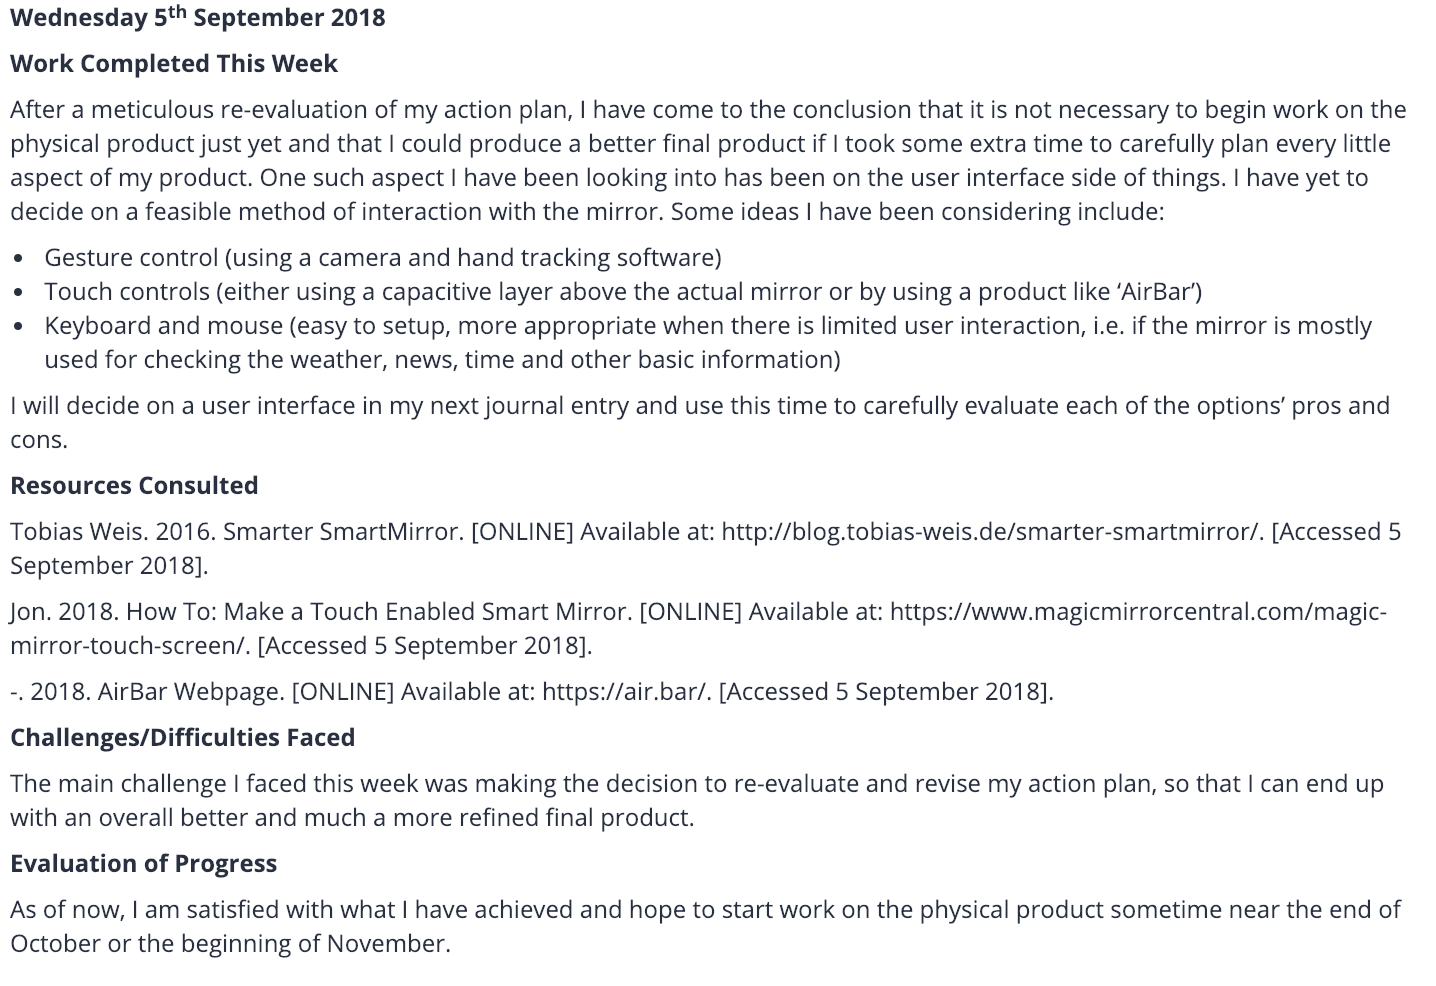 Wednesday 5th September 2018
Work Completed This Week
After a meticulous re-evaluation of my action plan, I have come to the conclusion that it is not necessary to begin work on the
physical product just yet and that I could produce a better final product if I took some extra time to carefully plan every little
aspect of my product. One such aspect I have been looking into has been on the user interface side of things. I have yet to
decide on a feasible method of interaction with the mirror. Some ideas I have been considering include:
• Gesture control (using a camera and hand tracking software)
• Touch controls (either using a capacitive layer above the actual mirror or by using a product like ‘AirBar’)
• Keyboard and mouse (easy to setup, more appropriate when there is limited user interaction, i.e. if the mirror is mostly
used for checking the weather, news, time and other basic information)
I will decide on a user interface in my next journal entry and use this time to carefully evaluate each of the options’ pros and
cons.
Resources Consulted
Tobias Weis. 2016. Smarter SmartMirror. [ONLINE] Available at: http://blog.tobias-weis.de/smarter-smartmirror/. [Accessed 5
September 2018].
Jon. 2018. How To: Make a Touch Enabled Smart Mirror. [ONLINE] Available at: https://www.magicmirrorcentral.com/magic-
mirror-touch-screen/. [Accessed 5 September 2018].
-. 2018. AirBar Webpage. [ONLINE] Available at: https://air.bar/. [Accessed 5 September 2018].
Challenges/Difficulties Faced
The main challenge I faced this week was making the decision to re-evaluate and revise my action plan, so that I can end up
with an overall better and much a more refined final product.
Evaluation of Progress
As of now, I am satisfied with what I have achieved and hope to start work on the physical product sometime near the end of
October or the beginning of November.